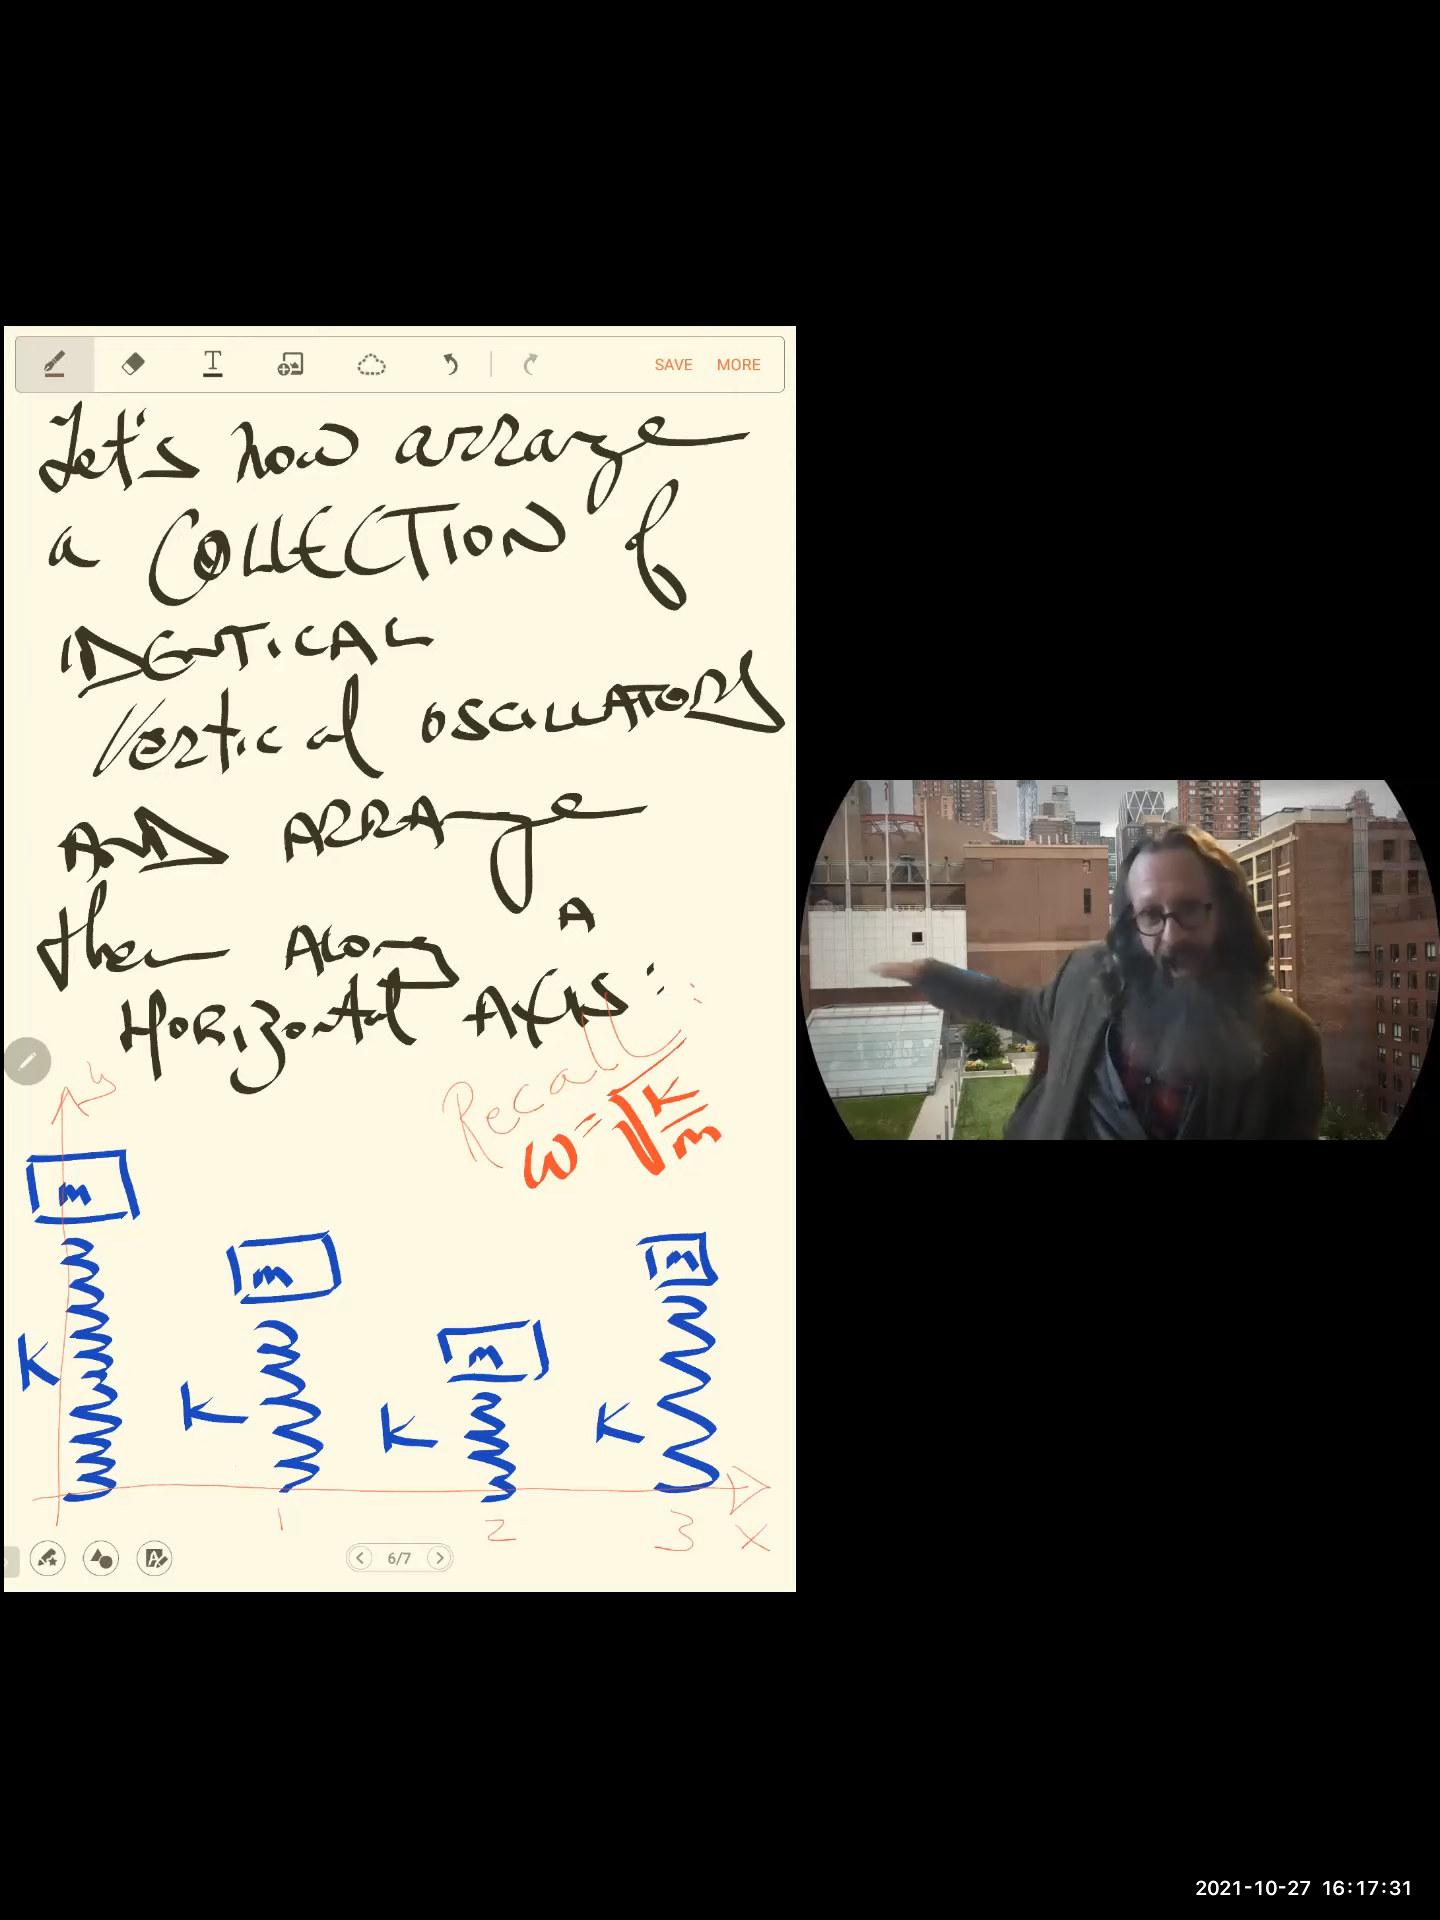 SAVE MORE
Let's now arrange
a COLLECTION of
IDENTICAL
Vertical OSCILLATORY
AND ARRANGE
them ALONG A
HORIZONTAL AXIS:
Recall:
ω = √K/m
y
m
m
m
m
K
K
K
K
1 2 3 X
6/7
2021-10-27 16:17:31